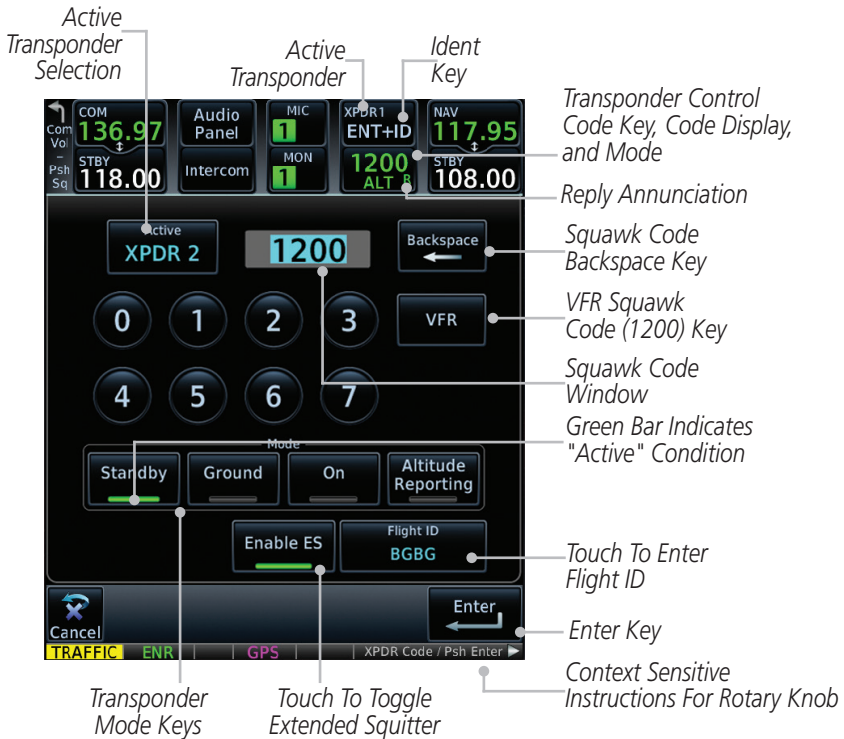 Active
Transponder
Selection
Active
Transponder
Ident
Key
Transponder Control
Code Key, Code Display,
and Mode
Reply Annunciation
Squawk Code
Backspace Key
VFR Squawk
Code (1200) Key
Squawk Code
Window
Green Bar Indicates
"Active" Condition
Touch To Enter
Flight ID
Enter Key
Context Sensitive
Instructions For Rotary Knob
Transponder
Mode Keys
Touch To Toggle
Extended Squitter
Com
Vol
–
Psh
Sq
COM
136.97
STBY
118.00
Audio
Panel
Intercom
MIC
1
MON
1
XPDR1
ENT+ID
1200
ALT R
NAV
117.95
STBY
108.00
Active
XPDR 2
1200
Backspace
0 1 2 3
VFR
4 5 6 7
Mode
Standby
Ground
On
Altitude
Reporting
Enable ES
Flight ID
BGBG
Cancel
Enter
TRAFFIC ENR GPS XPDR Code / Psh Enter